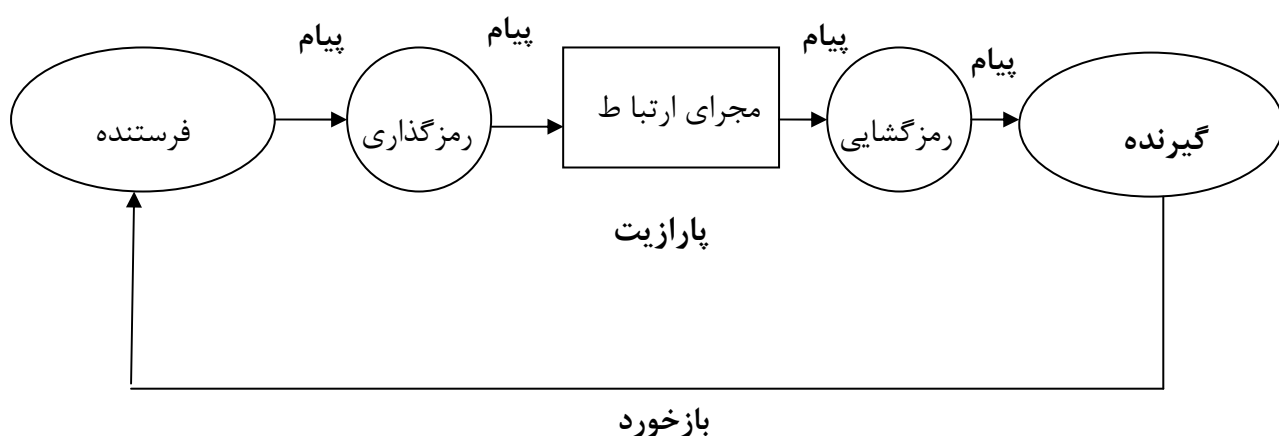 پیام
پیام
پیام
پیام
فرستنده
رمزگذاری
مجرای ارتبا ط
رمزگشایی
گیرنده
پارازیت
بازخورد